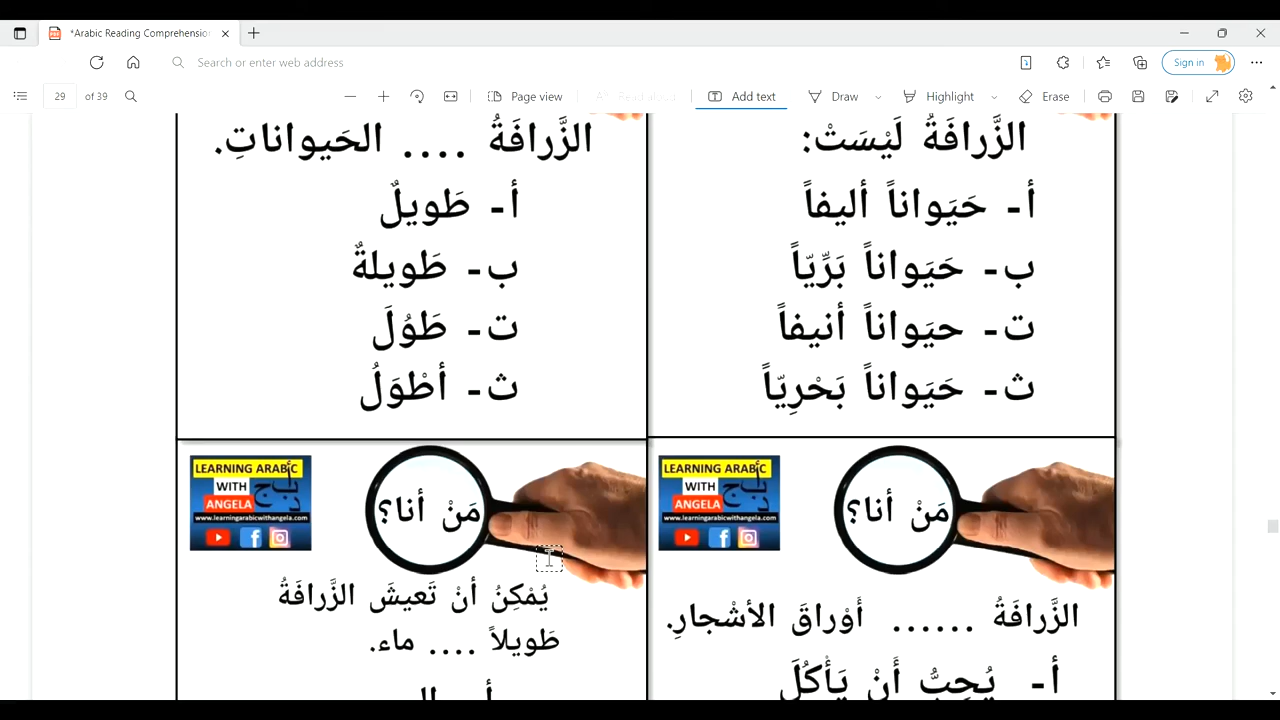 *Arabic Reading Comprehensio
Search or enter web address
Sign in
29 of 39
Page view
Add text
Draw
Highlight
Erase
الزَّرافَةُ لَيْسَتْ:
أ- حَيَواناً أليفاً
ب- حَيَواناً بَرِّيّاً
ت- حيَواناً أنيفاً
ث- حَيَواناً بَحْرِيّاً
الزَّرافَةُ .... الحَيواناتِ.
أ- طَويلٌ
ب- طَويلةٌ
ت- طَوُلَ
ث- أطْوَلُ
LEARNING ARABIC
WITH
ANGELA
www.learningarabicwithangela.com
مَنْ أنا؟
الزَّرافَةُ ...... أَوْراقَ الأشْجارِ.
أ- يُحِبُّ أَنْ يَأْكُلَ
LEARNING ARABIC
WITH
ANGELA
www.learningarabicwithangela.com
مَنْ أنا؟
يُمْكِنُ أنْ تَعيشَ الزَّرافَةُ
طَويلاً .... ماء.